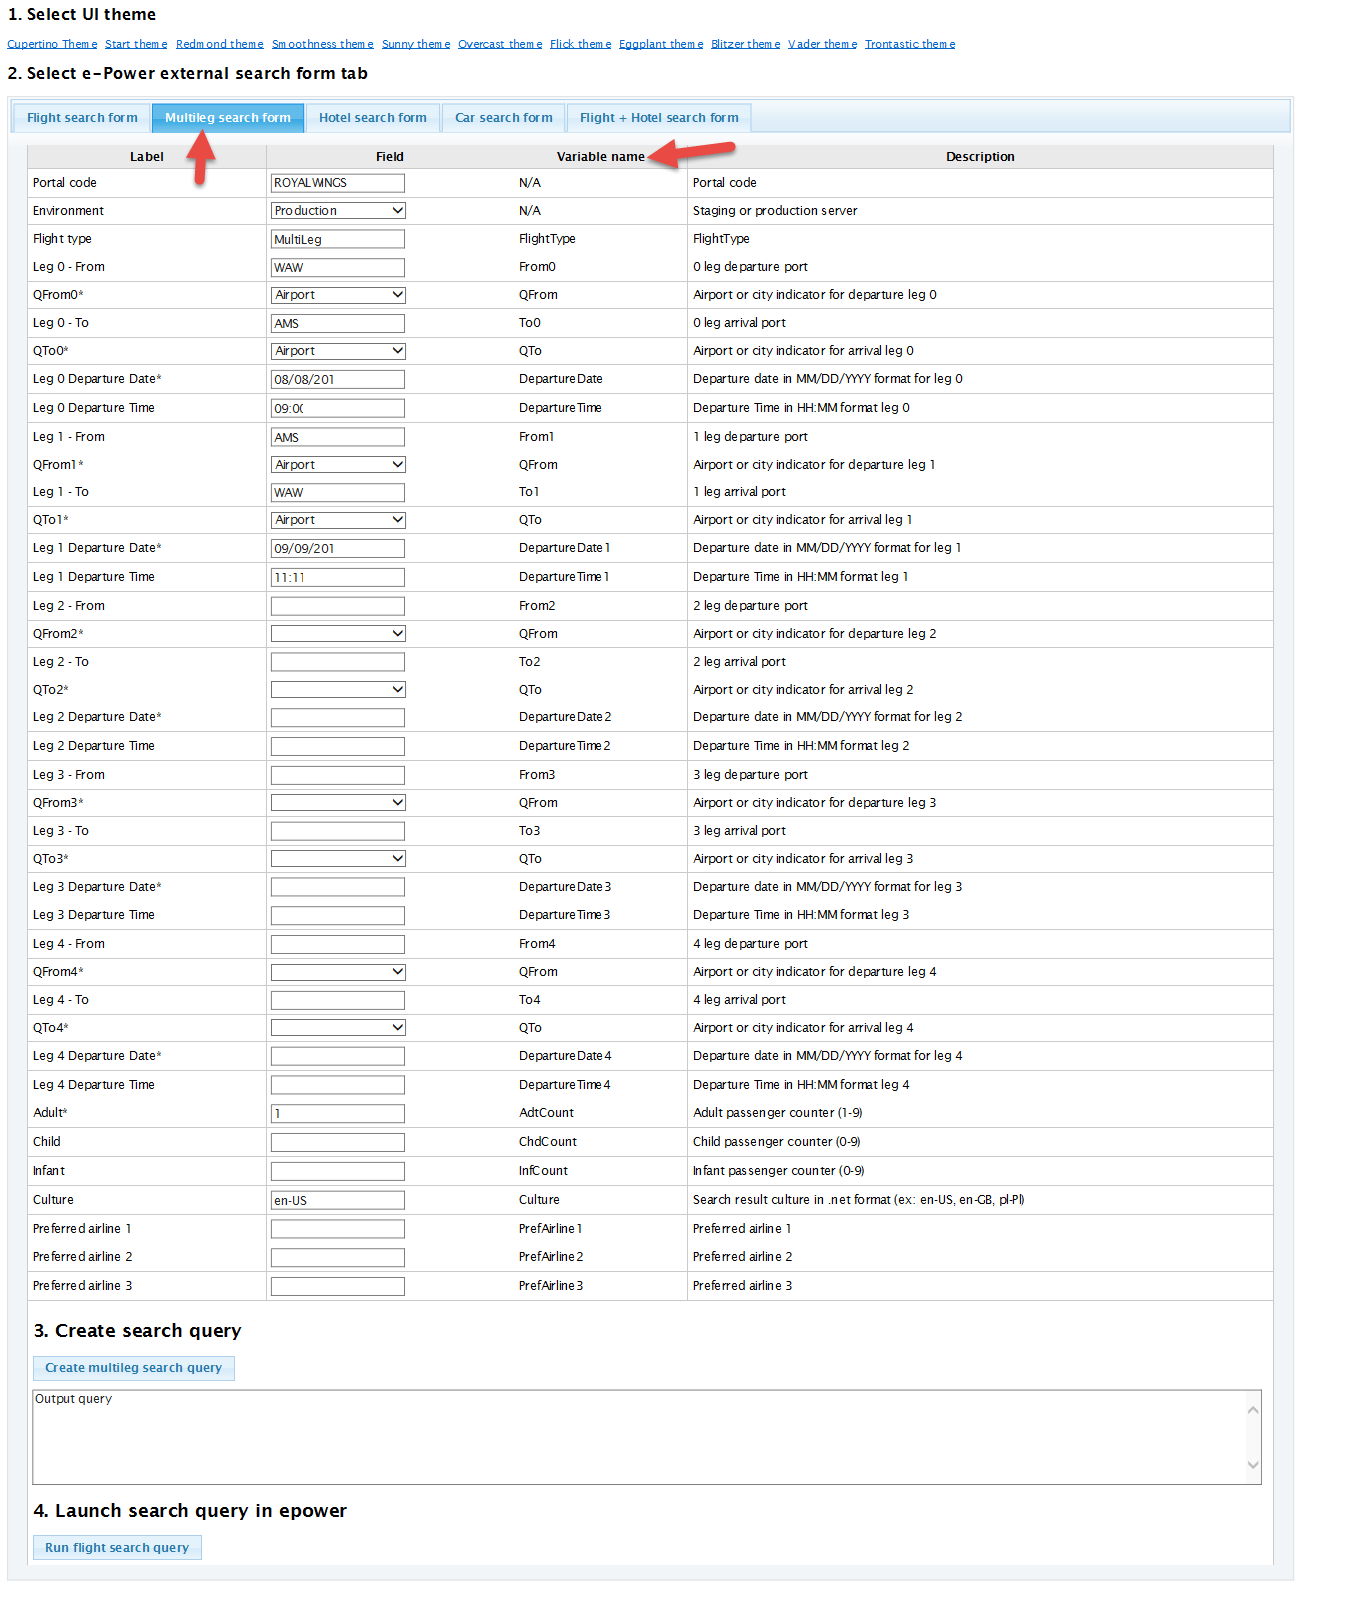 1. Select UI theme
Cupertino Theme Start theme Redmond theme Smoothness theme Sunny theme Overcast theme Flick theme Eggplant theme Blitzer theme Vader theme Trontastic theme
2. Select e-Power external search form tab
Flight search form Multileg search form Hotel search form Car search form Flight + Hotel search form
Label Field Variable name Description
Portal code ROYALWINGS N/A Portal code
Environment Production N/A Staging or production server
Flight type MultiLeg FlightType FlightType
Leg 0 - From WAW From0 0 leg departure port
QFrom0* Airport QFrom Airport or city indicator for departure leg 0
Leg 0 - To AMS To0 0 leg arrival port
QTo0* Airport QTo Airport or city indicator for arrival leg 0
Leg 0 Departure Date* 08/08/201 DepartureDate Departure date in MM/DD/YYYY format for leg 0
Leg 0 Departure Time 09:00 DepartureTime Departure Time in HH:MM format leg 0
Leg 1 - From AMS From1 1 leg departure port
QFrom1* Airport QFrom Airport or city indicator for departure leg 1
Leg 1 - To WAW To1 1 leg arrival port
QTo1* Airport QTo Airport or city indicator for arrival leg 1
Leg 1 Departure Date* 09/09/201 DepartureDate1 Departure date in MM/DD/YYYY format for leg 1
Leg 1 Departure Time 11:11 DepartureTime1 Departure Time in HH:MM format leg 1
Leg 2 - From From2 2 leg departure port
QFrom2* QFrom Airport or city indicator for departure leg 2
Leg 2 - To To2 2 leg arrival port
QTo2* QTo Airport or city indicator for arrival leg 2
Leg 2 Departure Date* DepartureDate2 Departure date in MM/DD/YYYY format for leg 2
Leg 2 Departure Time DepartureTime2 Departure Time in HH:MM format leg 2
Leg 3 - From From3 3 leg departure port
QFrom3* QFrom Airport or city indicator for departure leg 3
Leg 3 - To To3 3 leg arrival port
QTo3* QTo Airport or city indicator for arrival leg 3
Leg 3 Departure Date* DepartureDate3 Departure date in MM/DD/YYYY format for leg 3
Leg 3 Departure Time DepartureTime3 Departure Time in HH:MM format leg 3
Leg 4 - From From4 4 leg departure port
QFrom4* QFrom Airport or city indicator for departure leg 4
Leg 4 - To To4 4 leg arrival port
QTo4* QTo Airport or city indicator for arrival leg 4
Leg 4 Departure Date* DepartureDate4 Departure date in MM/DD/YYYY format for leg 4
Leg 4 Departure Time DepartureTime4 Departure Time in HH:MM format leg 4
Adult* 1 AdtCount Adult passenger counter (1-9)
Child ChdCount Child passenger counter (0-9)
Infant InfCount Infant passenger counter (0-9)
Culture en-US Culture Search result culture in .net format (ex: en-US, en-GB, pl-Pl)
Preferred airline 1 PrefAirline1 Preferred airline 1
Preferred airline 2 PrefAirline2 Preferred airline 2
Preferred airline 3 PrefAirline3 Preferred airline 3
3. Create search query
Create multileg search query
Output query
4. Launch search query in epower
Run flight search query